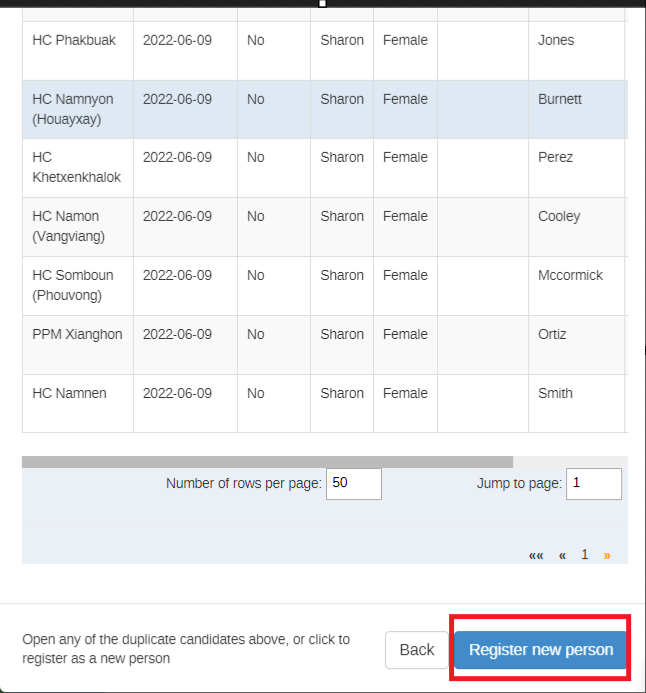 HC Phakbuak 2022-06-09 No Sharon Female Jones
HC Namnyon 2022-06-09 No Sharon Female Burnett
(Houayxay)
HC 2022-06-09 No Sharon Female Perez
Khetxenkhalok
HC Namon 2022-06-09 No Sharon Female Cooley
(Vangviang)
HC Somboun 2022-06-09 No Sharon Female Mccormick
(Phouvong)
PPM Xianghon 2022-06-09 No Sharon Female Ortiz
HC Namnen 2022-06-09 No Sharon Female Smith
Number of rows per page: 50 Jump to page: 1
«« « 1 »
Open any of the duplicate candidates above, or click to
register as a new person
Back Register new person